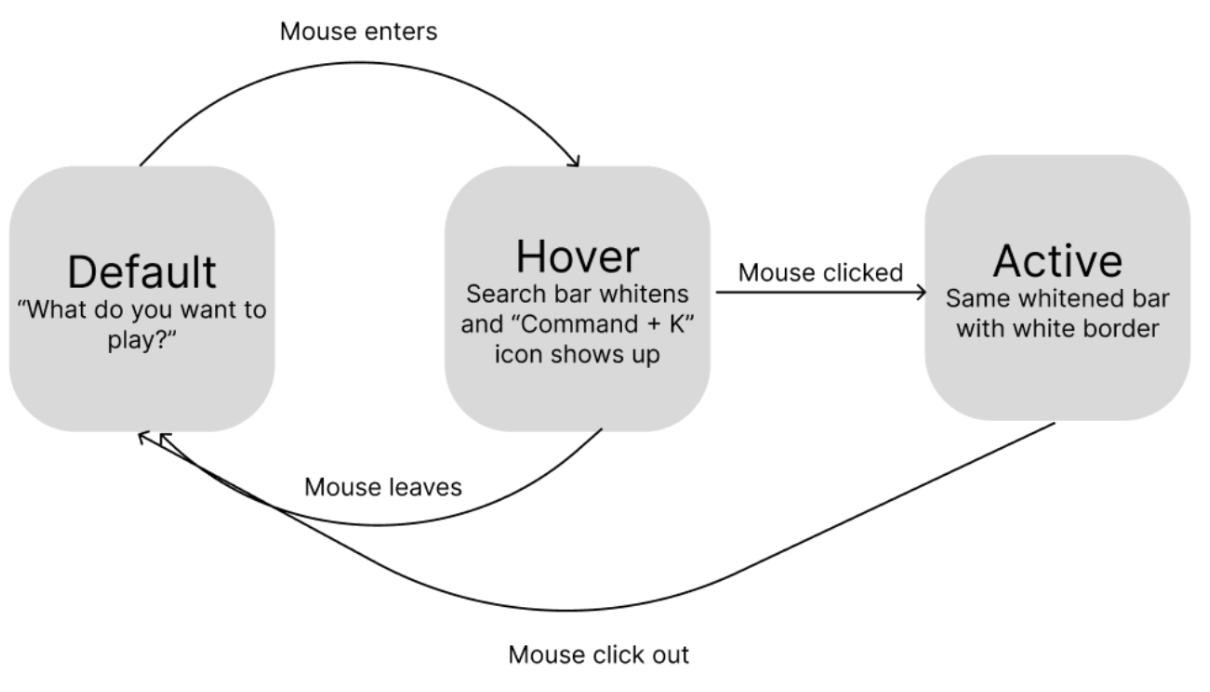 Mouse enters
Default
“What do you want to
play?”
Hover
Search bar whitens
and “Command + K”
icon shows up
Mouse clicked
Active
Same whitened bar
with white border
Mouse leaves
Mouse click out